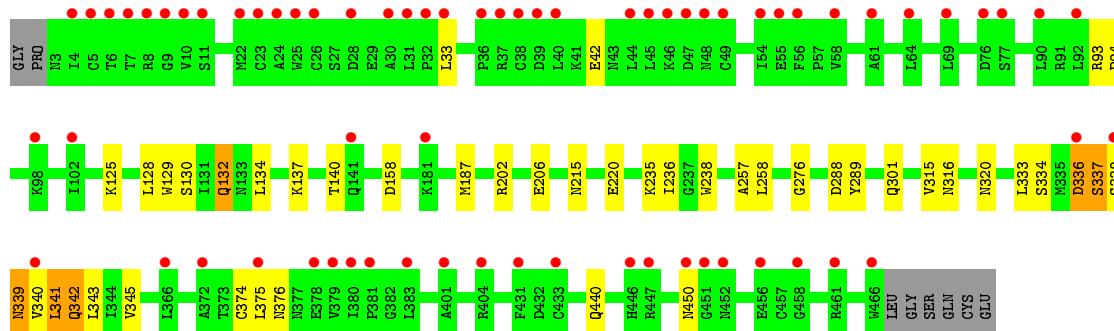 GLY PRO N3 I4 C5 T6 T7 R8 G9 V10 S11 M22 C23 A24 W25 C26 S27 D28 E29 A30 L31 P32 L33 P36 R37 C38 D39 L40 K41 E42 N43 L44 L45 K46 D47 N48 C49 I54 E55 F56 P57 V58 A61 L64 L69 D76 S77 L90 R91 L92 R93
K98 I102 K125 L128 W129 S130 I131 Q132 N133 L134 K137 T140 Q141 D158 K181 M187 R202 E206 N215 E220 K235 I236 G237 W238 A257 L258 G276 D288 Y289 Q301 V315 N316 N320 L333 S334 M335 D336 S337
N339 V340 L341 Q342 L343 I344 V345 L366 A372 T373 C374 L375 N376 N377 E378 V379 I380 P381 G382 L383 A401 R404 F431 D432 C433 Q440 H446 R447 N450 G451 N452 E456 C457 G458 R461 W466 LEU GLY SER GLN CYS GLU